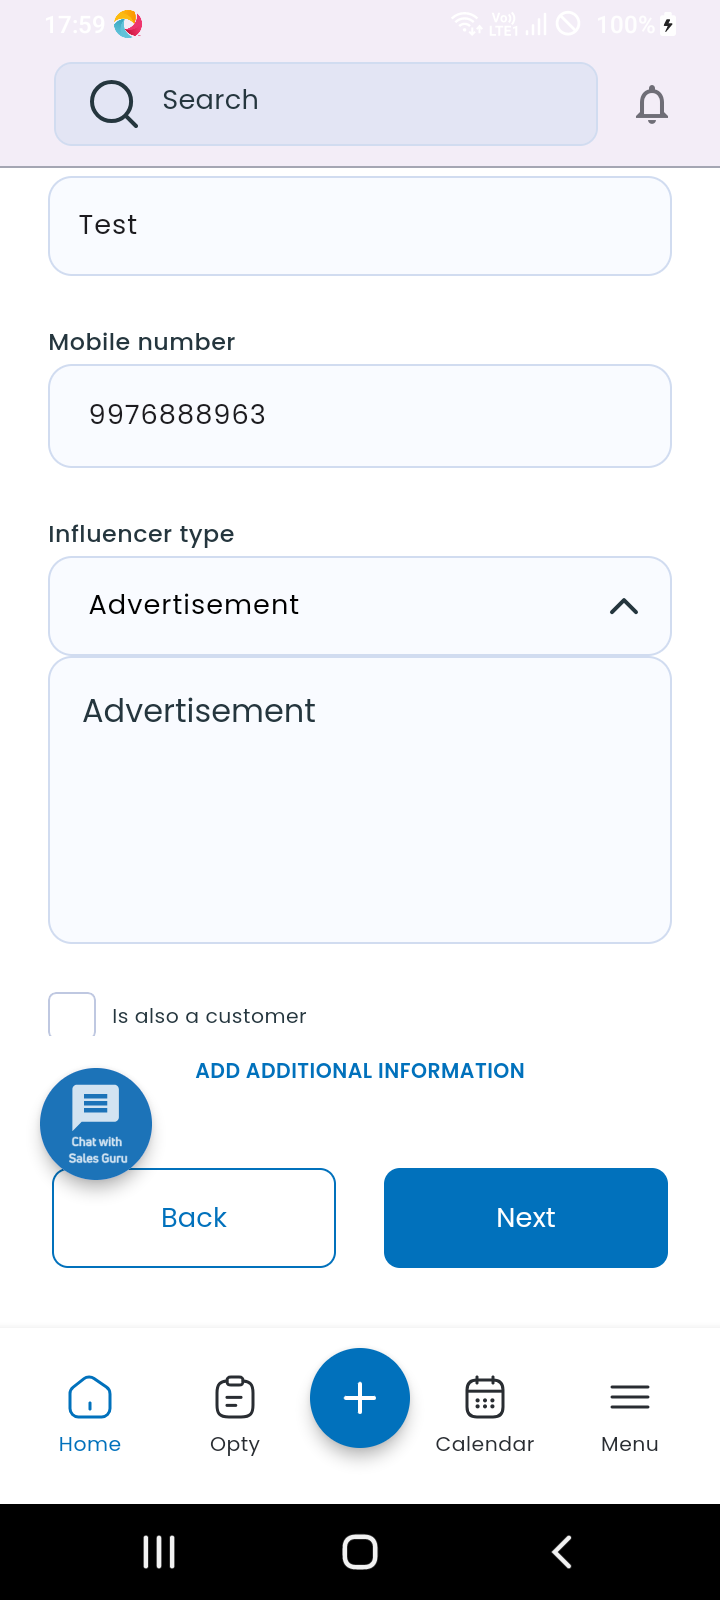 17:59
Vo)) LTE1
100%
Search
Test
Mobile number
9976888963
Influencer type
Advertisement
Advertisement
Is also a customer
ADD ADDITIONAL INFORMATION
Chat with
Sales Guru
Back
Next
Home
Opty
Calendar
Menu